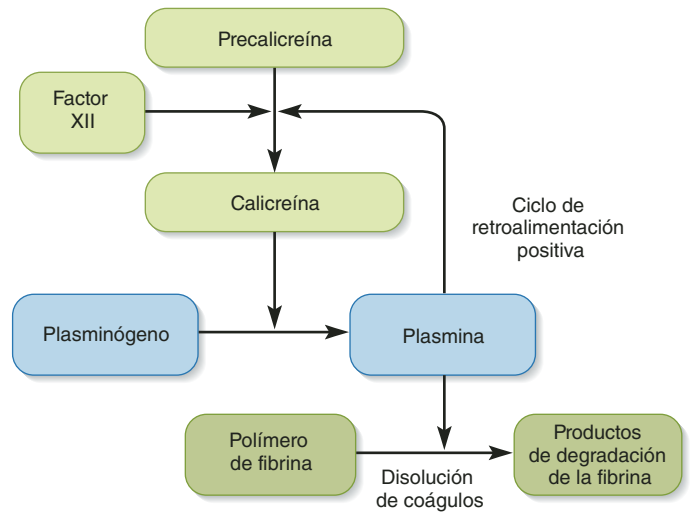 Precalicreína
Factor
XII
Calicreína
Ciclo de
retroalimentación
positiva
Plasminógeno
Plasmina
Polímero
de fibrina
Disolución
de coágulos
Productos
de degradación
de la fibrina